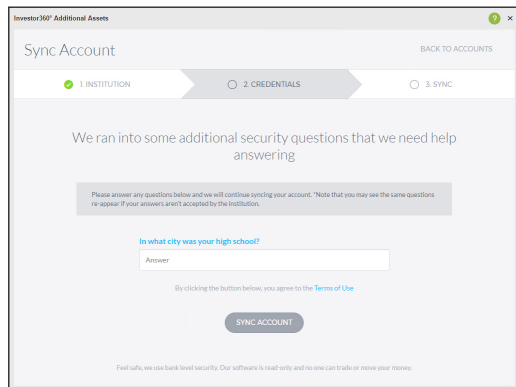 Investor360° Additional Assets
Sync Account
BACK TO ACCOUNTS
1. INSTITUTION
2. CREDENTIALS
3. SYNC
We ran into some additional security questions that we need help
answering
Please answer any questions below and we will continue syncing your account. *Note that you may see the same questions
re-appear if your answers aren't accepted by the institution.
In what city was your high school?
Answer
By clicking the button below, you agree to the Terms of Use
SYNC ACCOUNT
Feel safe, we use bank level security. Our software is read-only and no one can trade or move your money.